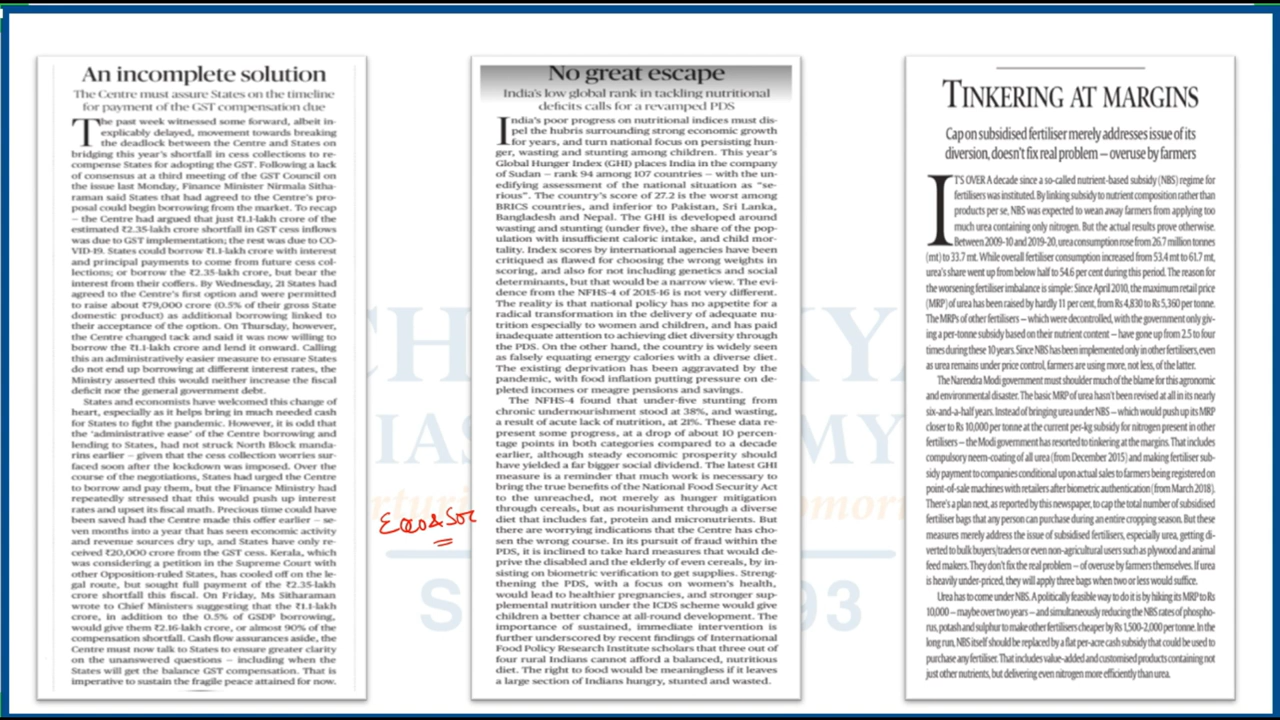 An incomplete solution
The Centre must assure States on the timeline
for payment of the GST compensation due
The past week witnessed some forward, albeit in-
explicably delayed, movement towards breaking
the deadlock between the Centre and States on
bridging this year's shortfall in cess collections to re-
compense States for adopting the GST. Following a lack
of consensus at a third meeting of the GST Council on
the issue last Monday, Finance Minister Nirmala Sitha-
raman said States that had agreed to the Centre's pro-
posal could begin borrowing from the market. To recap
– the Centre had argued that just ₹1.1-lakh crore of the
estimated ₹2.35-lakh crore shortfall in GST cess inflows
was due to GST implementation; the rest was due to CO-
VID-19. States could borrow ₹1.1-lakh crore with interest
and principal payments to come from future cess col-
lections; or borrow the ₹2.35-lakh crore, but bear the
interest from their coffers. By Wednesday, 21 States had
agreed to the Centre's first option and were permitted
to raise about ₹79,000 crore (0.5% of their gross State
domestic product) as additional borrowing linked to
their acceptance of the option. On Thursday, however,
the Centre changed tack and said it was now willing to
borrow the ₹1.1-lakh crore and lend it onward. Calling
this an administratively easier measure to ensure States
do not end up borrowing at different interest rates, the
Ministry asserted this would neither increase the fiscal
deficit nor the general government debt.
States and economists have welcomed this change of
heart, especially as it helps bring in much needed cash
for States to fight the pandemic. However, it is odd that
the 'administrative ease' of the Centre borrowing and
lending to States, had not struck North Block manda-
rins earlier – given that the cess collection worries sur-
faced soon after the lockdown was imposed. Over the
course of the negotiations, States had urged the Centre
to borrow and pay them, but the Finance Ministry had
repeatedly stressed that this would push up interest
rates and upset its fiscal math. Precious time could have
been saved had the Centre made this offer earlier – se-
ven months into a year that has seen economic activity
and revenue sources dry up, and States have only re-
ceived ₹20,000 crore from the GST cess. Kerala, which
was considering a petition in the Supreme Court with
other Opposition-ruled States, has cooled off on the le-
gal route, but sought full payment of the ₹2.35-lakh
crore shortfall this fiscal. On Friday, Ms Sitharaman
wrote to Chief Ministers suggesting that the ₹1.1-lakh
crore, in addition to the 0.5% of GSDP borrowing,
would give them ₹2.16-lakh crore, or almost 90% of the
compensation shortfall. Cash flow assurances aside, the
Centre must now talk to States to ensure greater clarity
on the unanswered questions – including when the
States will get the balance GST compensation. That is
imperative to sustain the fragile peace attained for now.
No great escape
India's low global rank in tackling nutritional
deficits calls for a revamped PDS
India's poor progress on nutritional indices must dis-
pel the hubris surrounding strong economic growth
for years, and turn national focus on persisting hun-
ger, wasting and stunting among children. This year's
Global Hunger Index (GHI) places India in the company
of Sudan – rank 94 among 107 countries – with the un-
edifying assessment of the national situation as "se-
rious". The country's score of 27.2 is the worst among
BRICS countries, and inferior to Pakistan, Sri Lanka,
Bangladesh and Nepal. The GHI is developed around
wasting and stunting (under five), the share of the pop-
ulation with insufficient caloric intake, and child mor-
tality. Index scores by international agencies have been
critiqued as flawed for choosing the wrong weights in
scoring, and also for not including genetics and social
determinants, but that would be a narrow view. The evi-
dence from the NFHS-4 of 2015-16 is not very different.
The reality is that national policy has no appetite for a
radical transformation in the delivery of adequate nu-
trition especially to women and children, and has paid
inadequate attention to achieving diet diversity through
the PDS. On the other hand, the country is widely seen
as falsely equating energy calories with a diverse diet.
The existing deprivation has been aggravated by the
pandemic, with food inflation putting pressure on de-
pleted incomes or meagre pensions and savings.
The NFHS-4 found that under-five stunting from
chronic undernourishment stood at 38%, and wasting,
a result of acute lack of nutrition, at 21%. These data re-
present some progress, at a drop of about 10 percen-
tage points in both categories compared to a decade
earlier, although steady economic prosperity should
have yielded a far bigger social dividend. The latest GHI
measure is a reminder that much work is necessary to
bring the true benefits of the National Food Security Act
to the unreached, not merely as hunger mitigation
through cereals, but as nourishment through a diverse
diet that includes fat, protein and micronutrients. But
there are worrying indications that the Centre has cho-
sen the wrong course. In its pursuit of fraud within the
PDS, it is inclined to take hard measures that would de-
prive the disabled and the elderly of even cereals, by in-
sisting on biometric verification to get supplies. Streng-
thening the PDS, with a focus on women's health,
would lead to healthier pregnancies, and stronger sup-
plemental nutrition under the ICDS scheme would give
children a better chance at all-round development. The
importance of sustained, immediate intervention is
further underscored by recent findings of International
Food Policy Research Institute scholars that three out of
four rural Indians cannot afford a balanced, nutritious
diet. The right to food would be meaningless if it leaves
a large section of Indians hungry, stunted and wasted.
Eco & Soc
TINKERING AT MARGINS
Cap on subsidised fertiliser merely addresses issue of its
diversion, doesn't fix real problem — overuse by farmers
IT'S OVER A decade since a so-called nutrient-based subsidy (NBS) regime for
fertilisers was instituted. By linking subsidy to nutrient composition rather than
products per se, NBS was expected to wean away farmers from applying too
much urea containing only nitrogen. But the actual results prove otherwise.
Between 2009-10 and 2019-20, urea consumption rose from 26.7 million tonnes
(mt) to 33.7 mt. While overall fertiliser consumption increased from 53.4 mt to 61.7 mt,
urea's share went up from below half to 54.6 per cent during this period. The reason for
the worsening fertiliser imbalance is simple: Since April 2010, the maximum retail price
(MRP) of urea has been raised by hardly 11 per cent, from Rs 4,830 to Rs 5,360 per tonne.
The MRPs of other fertilisers — which were decontrolled, with the government only giv-
ing a per-tonne subsidy based on their nutrient content — have gone up from 2.5 to four
times during these 10 years. Since NBS has been implemented only in other fertilisers, even
as urea remains under price control, farmers are using more, not less, of the latter.
The Narendra Modi government must shoulder much of the blame for this agronomic
and environmental disaster. The basic MRP of urea hasn't been revised at all in its nearly
six-and-a-half years. Instead of bringing urea under NBS — which would push up its MRP
closer to Rs 10,000 per tonne at the current per-kg subsidy for nitrogen present in other
fertilisers — the Modi government has resorted to tinkering at the margins. That includes
compulsory neem-coating of all urea (from December 2015) and making fertiliser sub-
sidy payment to companies conditional upon actual sales to farmers being registered on
point-of-sale machines with retailers after biometric authentication (from March 2018).
There's a plan next, as reported by this newspaper, to cap the total number of subsidised
fertiliser bags that any person can purchase during an entire cropping season. But these
measures merely address the issue of subsidised fertilisers, especially urea, getting di-
verted to bulk buyers/traders or even non-agricultural users such as plywood and animal
feed makers. They don't fix the real problem — of overuse by farmers themselves. If urea
is heavily under-priced, they will apply three bags when two or less would suffice.
Urea has to come under NBS. A politically feasible way to do it is by hiking its MRP to Rs
10,000 — maybe over two years — and simultaneously reducing the NBS rates of phospho-
rus, potash and sulphur to make other fertilisers cheaper by Rs 1,500-2,000 per tonne. In the
long run, NBS itself should be replaced by a flat per-acre cash subsidy that could be used to
purchase any fertiliser. That includes value-added and customised products containing not
just other nutrients, but delivering even nitrogen more efficiently than urea.